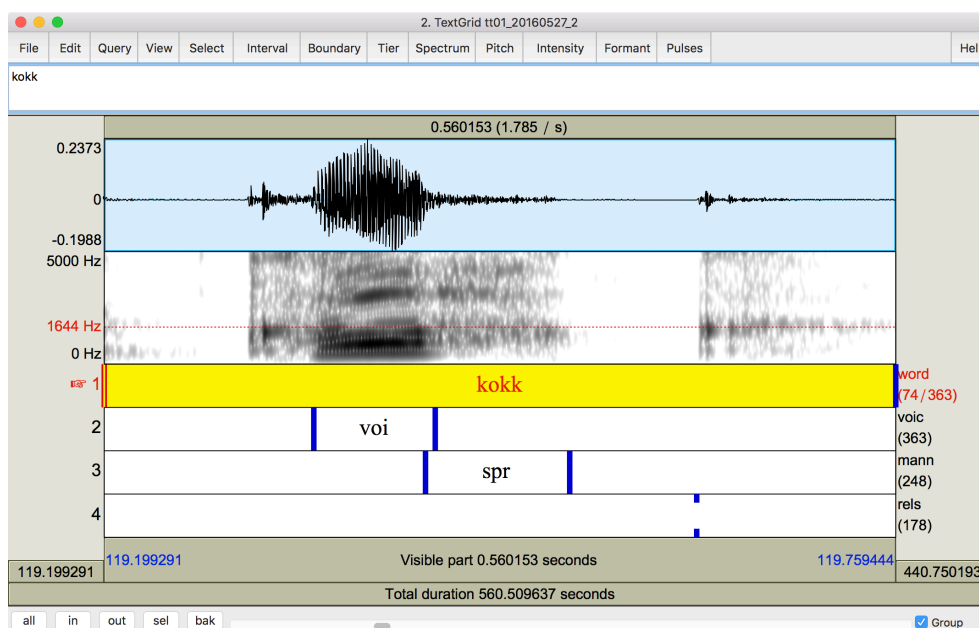 2. TextGrid tt01_20160527_2
File Edit Query View Select Interval Boundary Tier Spectrum Pitch Intensity Formant Pulses Hel
kokk
0.560153 (1.785 / s)
0.2373
0
-0.1988
5000 Hz
1644 Hz
0 Hz
☞ 1 kokk word
(74/363)
2 voi voic
(363)
3 spr mann
(248)
4 rels
(178)
119.199291 Visible part 0.560153 seconds 119.759444
119.199291 440.750193
Total duration 560.509637 seconds
all in out sel bak Group